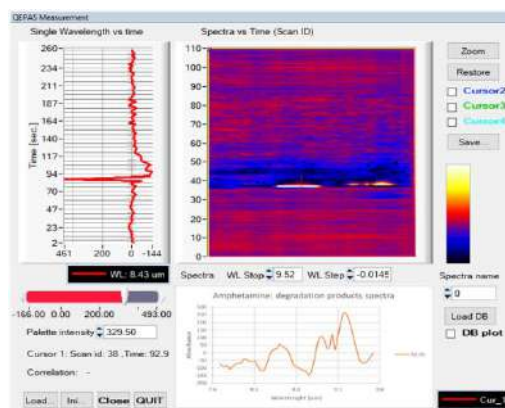 QEPAS Measurement
Single Wavelength vs time
Spectra vs Time (Scan ID)
Time [sec.]
260
234
211
187
164
141
117
94
70
47
23
2
461 200 0 -144
110
100
90
80
70
60
50
40
30
20
10
0
Zoom
Restore
Cursor2
Cursor3
Cursor4
Save...
WL: 8.43 um
Spectra WL Stop 9.52 WL Step -0.0145
Spectra name
0
Load DB
DB plot
-166.00 0.00 200.00 493.00
Palette intensity 329.50
Cursor 1: Scan id: 38 ,Time: 92.9
Correlation: -
Load... Ini... Close QUIT
Amphetamine: degradation products spectra
Cur_1